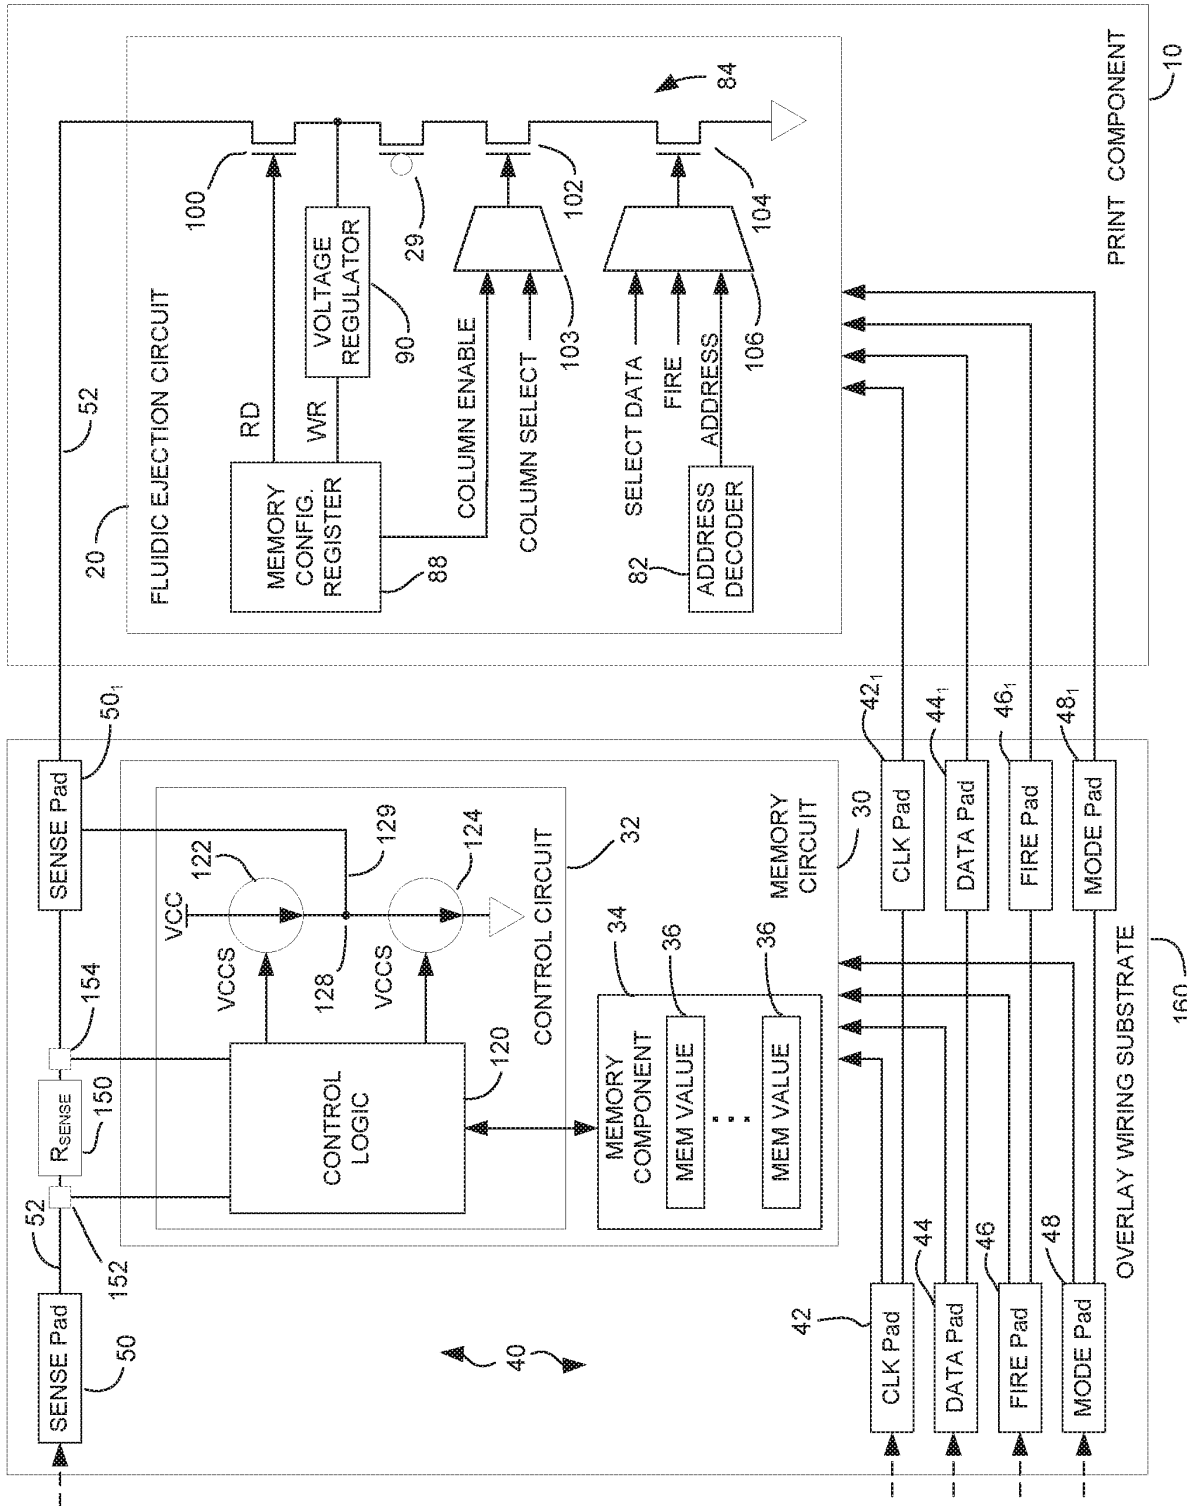 52
20
FLUIDIC EJECTION CIRCUIT
MEMORY
CONFIG.
REGISTER
88
RD
WR
VOLTAGE
REGULATOR
90
100
29
COLUMN ENABLE
COLUMN SELECT
103
102
84
SELECT DATA
FIRE
ADDRESS
ADDRESS
DECODER
82
106
104
PRINT COMPONENT
10
SENSE Pad
50
52
152
RSENSE
150
154
SENSE Pad
50₁
VCC
122
VCCS
128
129
VCCS
124
CONTROL
LOGIC
120
CONTROL CIRCUIT
32
MEMORY
COMPONENT
34
MEM VALUE
36
MEM VALUE
36
MEMORY
CIRCUIT
30
40
CLK Pad
42
DATA Pad
44
FIRE Pad
46
MODE Pad
48
CLK Pad
42₁
DATA Pad
44₁
FIRE Pad
46₁
MODE Pad
48₁
OVERLAY WIRING SUBSTRATE
160